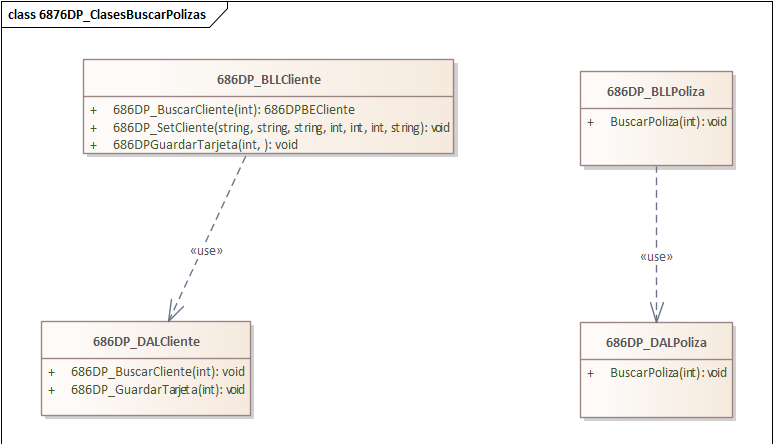 class 6876DP_ClasesBuscarPolizas
686DP_BLLCliente
+ 686DP_BuscarCliente(int): 686DPBECliente
+ 686DP_SetCliente(string, string, string, int, int, int, string): void
+ 686DPGuardarTarjeta(int, ): void
686DP_BLLPoliza
+ BuscarPoliza(int): void
«use»
«use»
686DP_DALCliente
+ 686DP_BuscarCliente(int): void
+ 686DP_GuardarTarjeta(int): void
686DP_DALPoliza
+ BuscarPoliza(int): void